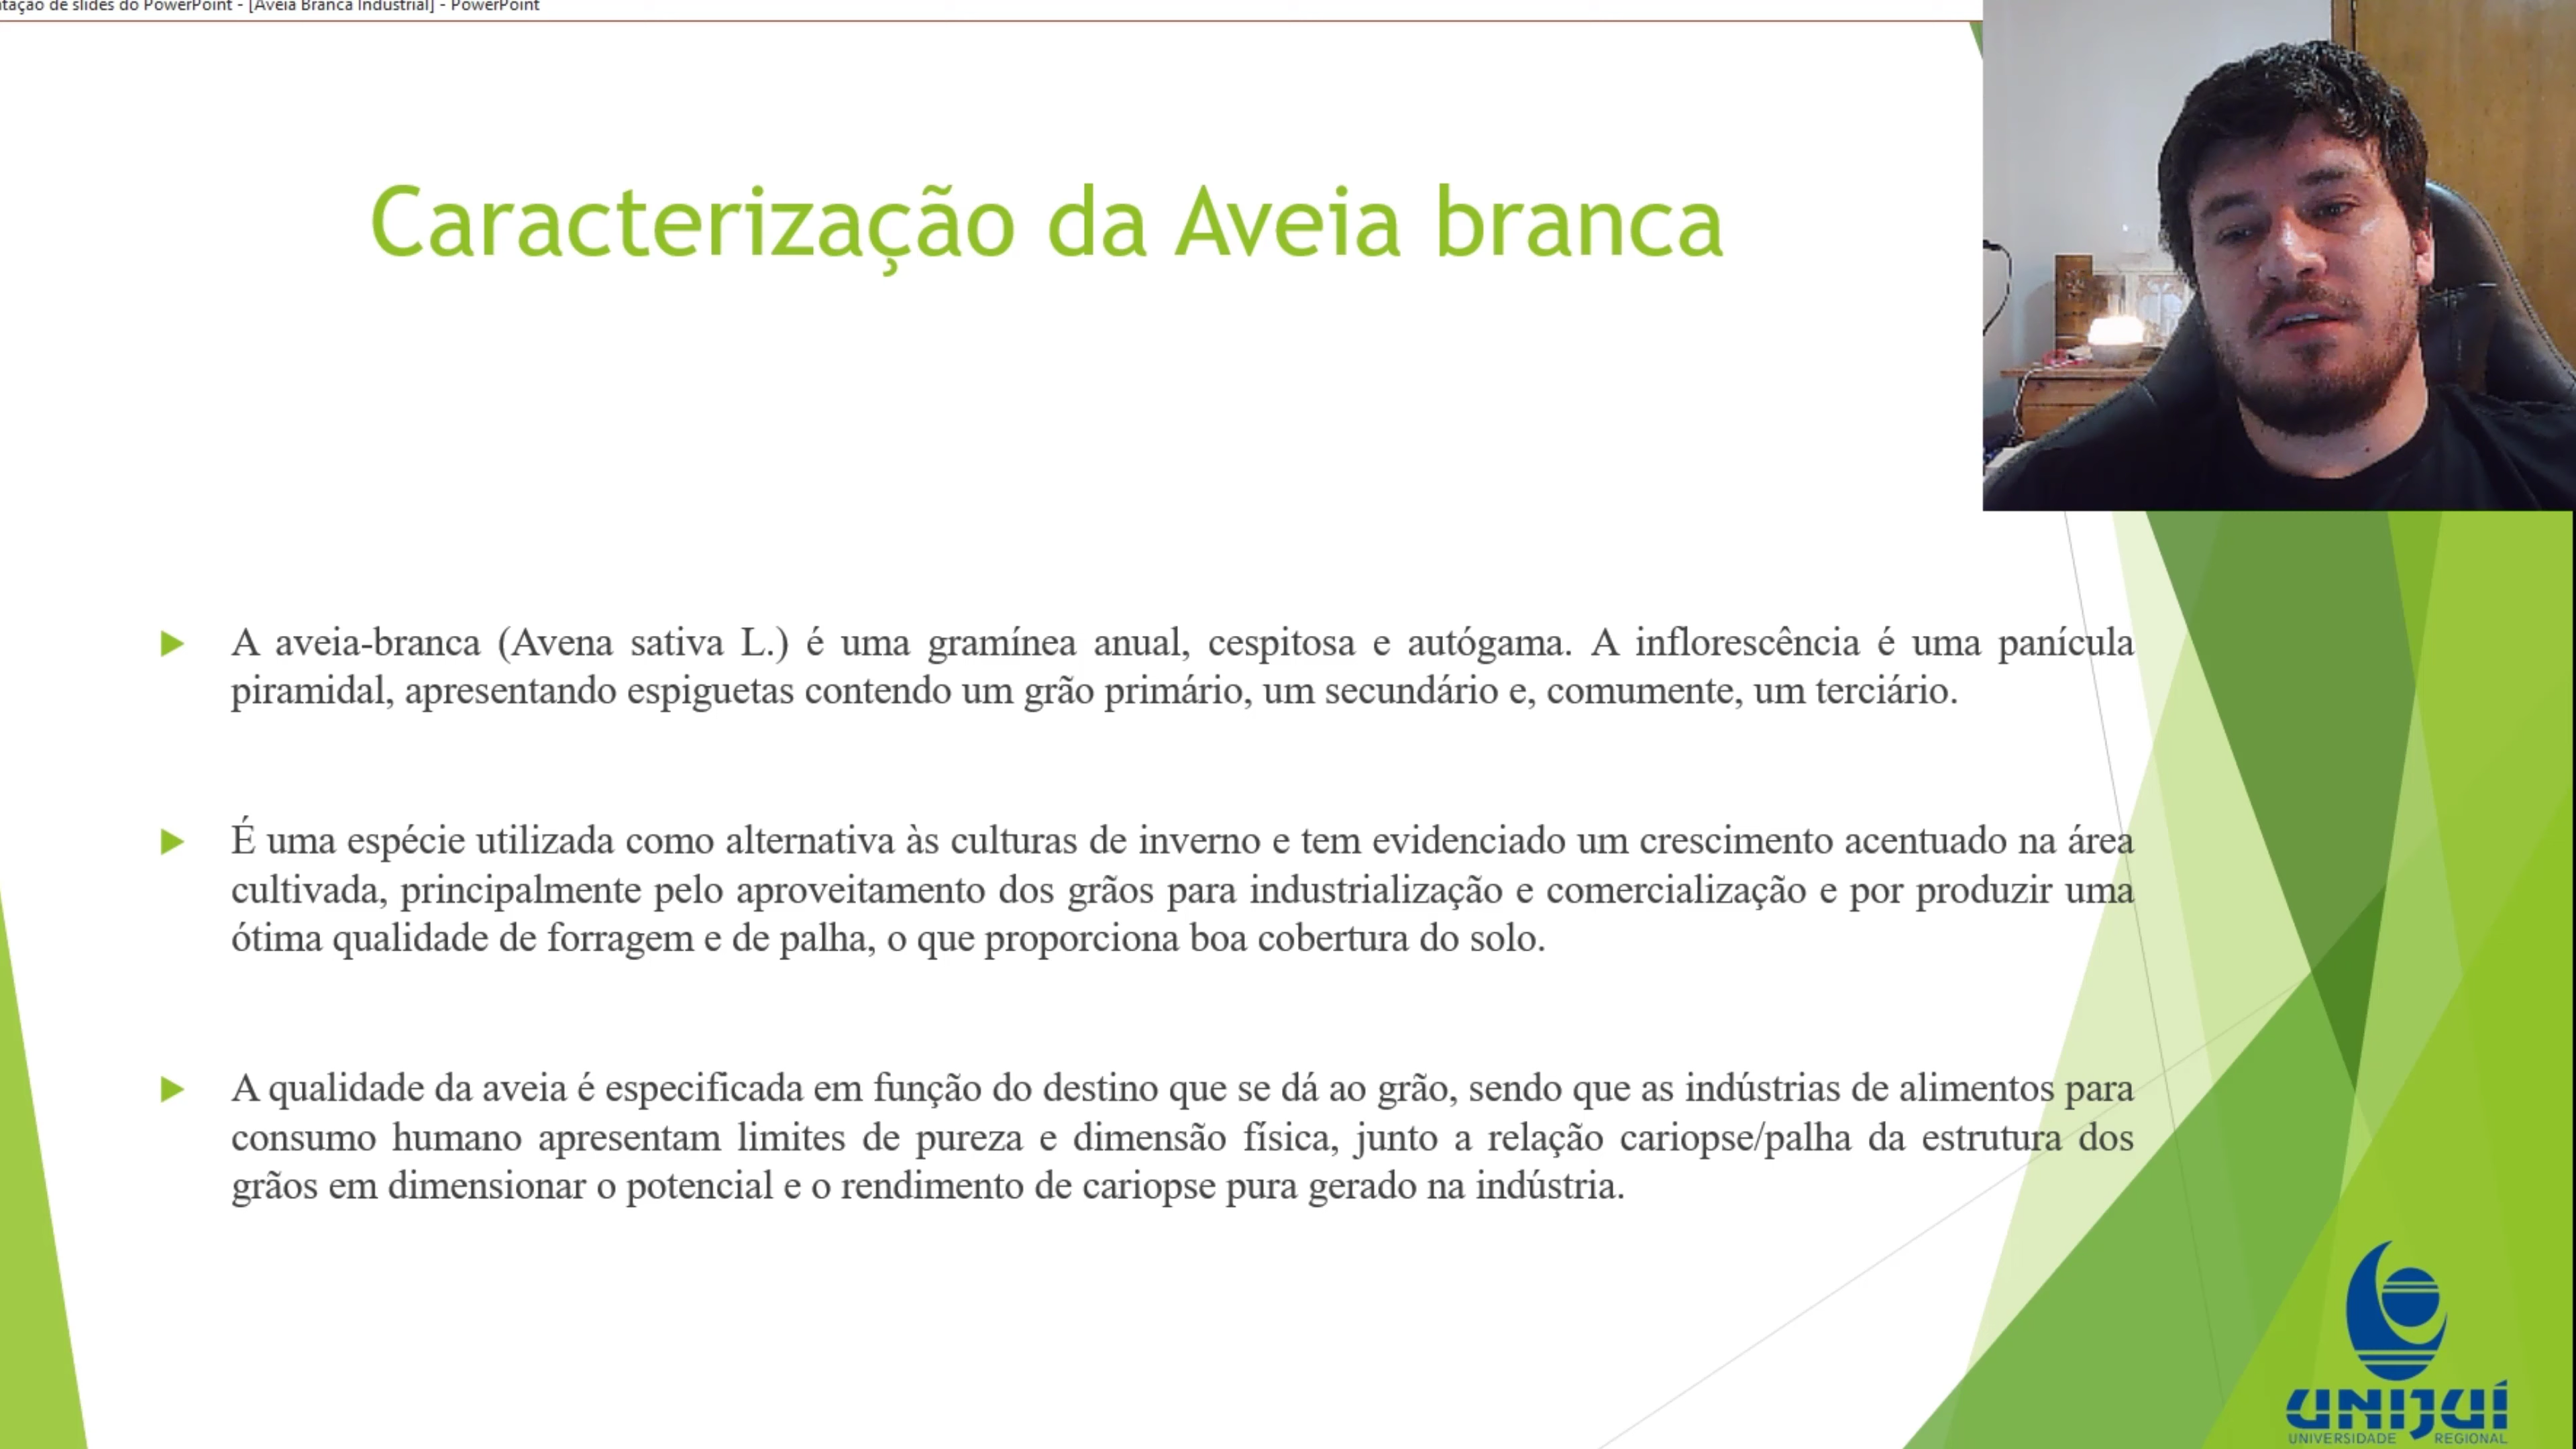 tação de slides do PowerPoint - [Aveia Branca Industrial] - PowerPoint
Caracterização da Aveia branca
A aveia-branca (Avena sativa L.) é uma gramínea anual, cespitosa e autógama. A inflorescência é uma panícula
piramidal, apresentando espiguetas contendo um grão primário, um secundário e, comumente, um terciário.
É uma espécie utilizada como alternativa às culturas de inverno e tem evidenciado um crescimento acentuado na área
cultivada, principalmente pelo aproveitamento dos grãos para industrialização e comercialização e por produzir uma
ótima qualidade de forragem e de palha, o que proporciona boa cobertura do solo.
A qualidade da aveia é especificada em função do destino que se dá ao grão, sendo que as indústrias de alimentos para
consumo humano apresentam limites de pureza e dimensão física, junto a relação cariopse/palha da estrutura dos
grãos em dimensionar o potencial e o rendimento de cariopse pura gerado na indústria.
UNIJUÍ
UNIVERSIDADE REGIONAL